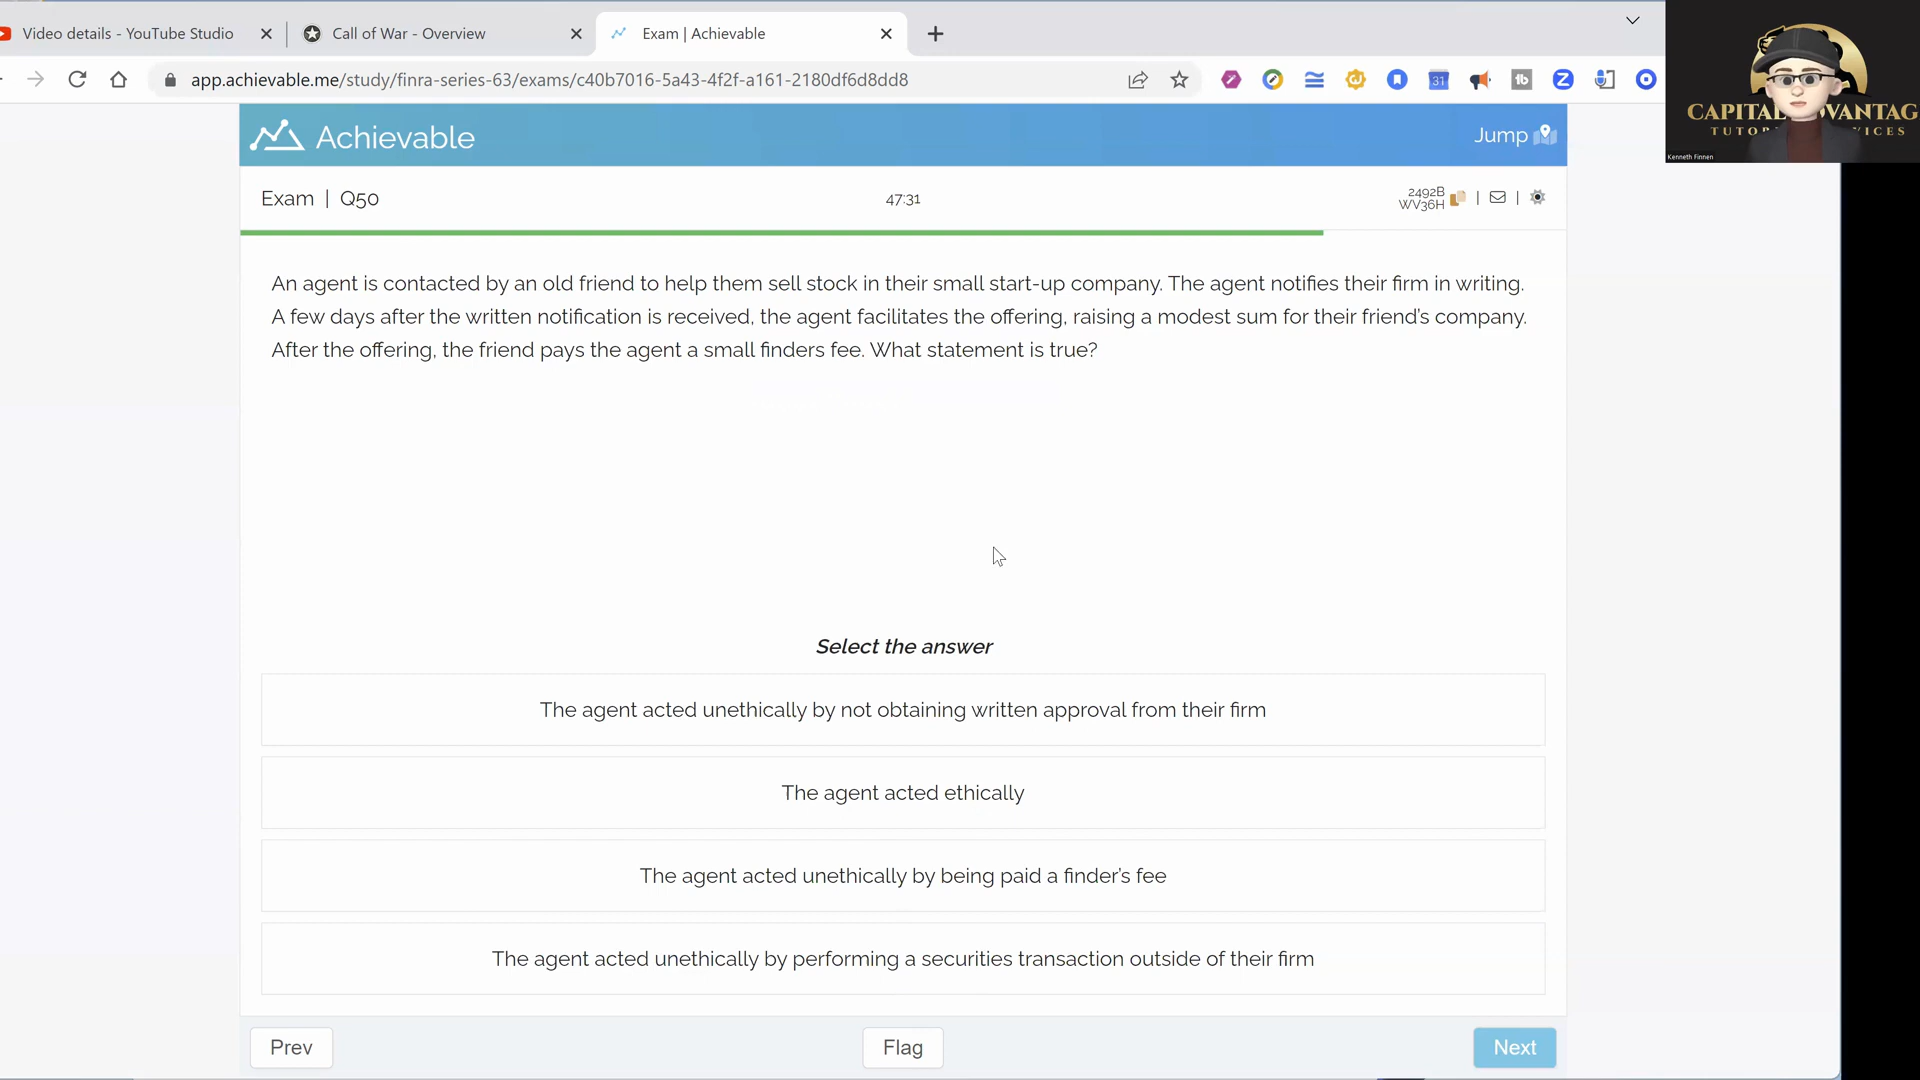 Video details - YouTube Studio
Call of War - Overview
Exam | Achievable
app.achievable.me/study/finra-series-63/exams/c40b7016-5a43-4f2f-a161-2180df6d8dd8
31
tb
Z
Kenneth Finnen
Achievable
Jump
Exam | Q50
47:31
2492B
WV36H
An agent is contacted by an old friend to help them sell stock in their small start-up company. The agent notifies their firm in writing.
A few days after the written notification is received, the agent facilitates the offering, raising a modest sum for their friend's company.
After the offering, the friend pays the agent a small finders fee. What statement is true?
Select the answer
The agent acted unethically by not obtaining written approval from their firm
The agent acted ethically
The agent acted unethically by being paid a finder's fee
The agent acted unethically by performing a securities transaction outside of their firm
Prev
Flag
Next